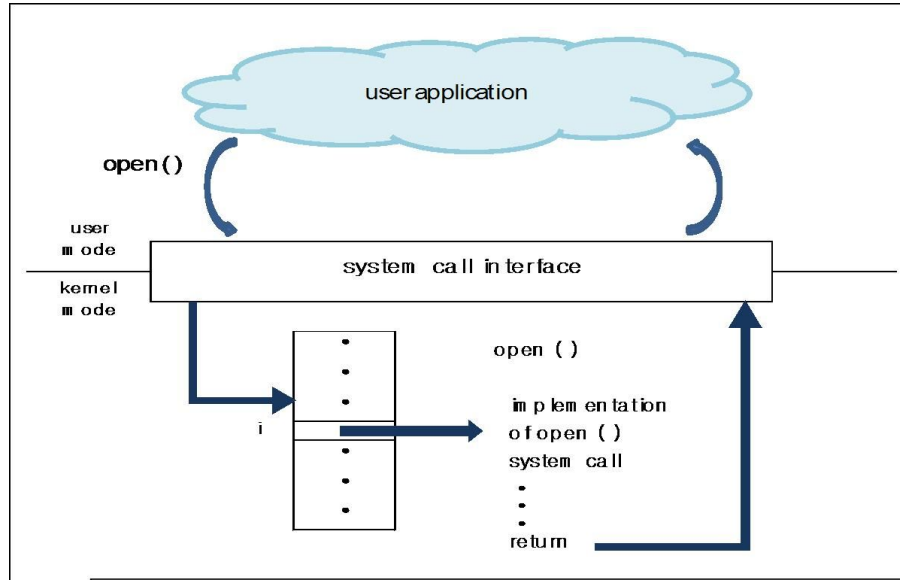 user application
open()
user
mode
system call interface
kernel
mode
open ()
implementation
i
of open ()
system call
return